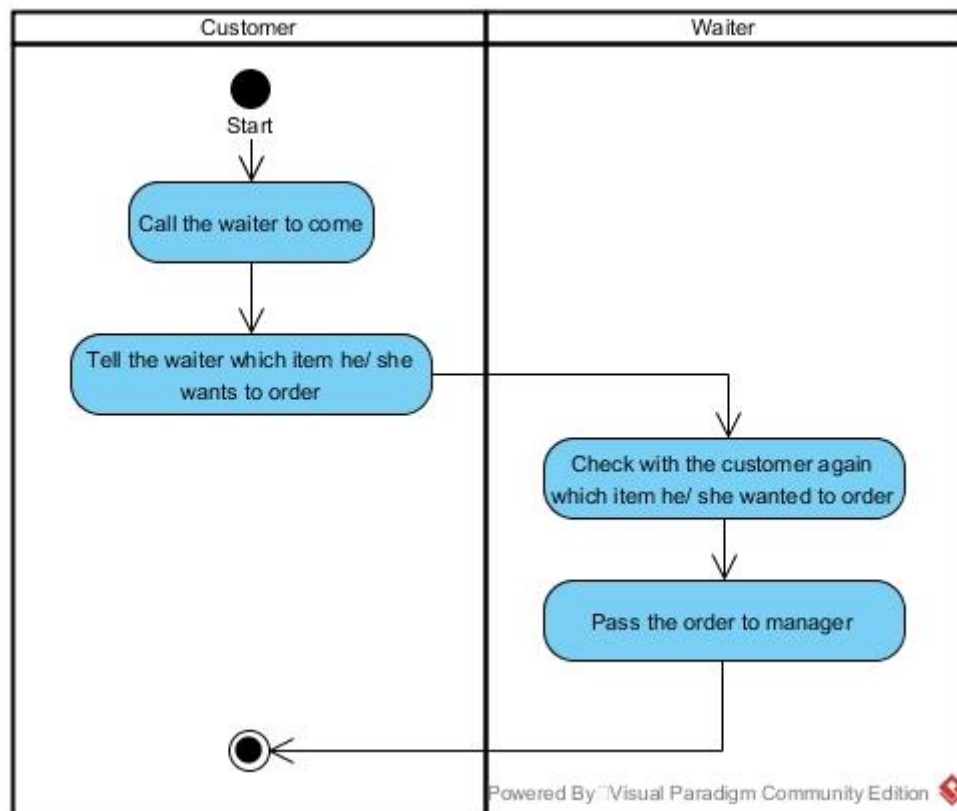 Customer
Waiter
Start
Call the waiter to come
Tell the waiter which item he/ she
wants to order
Check with the customer again
which item he/ she wanted to order
Pass the order to manager
Powered By Visual Paradigm Community Edition